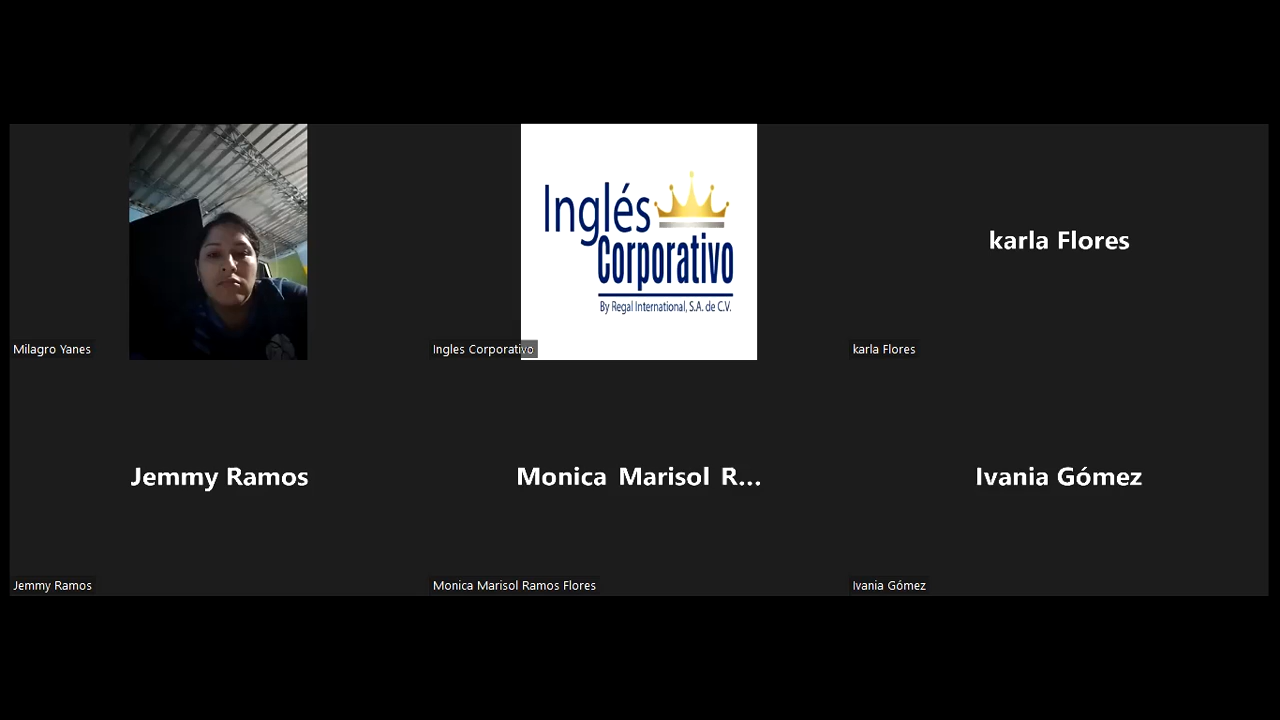 Inglés
Corporativo
By Regal International, S.A. de C.V.
karla Flores
Milagro Yanes
Ingles Corporativo
karla Flores
Jemmy Ramos
Monica Marisol R...
Ivania Gómez
Jemmy Ramos
Monica Marisol Ramos Flores
Ivania Gómez